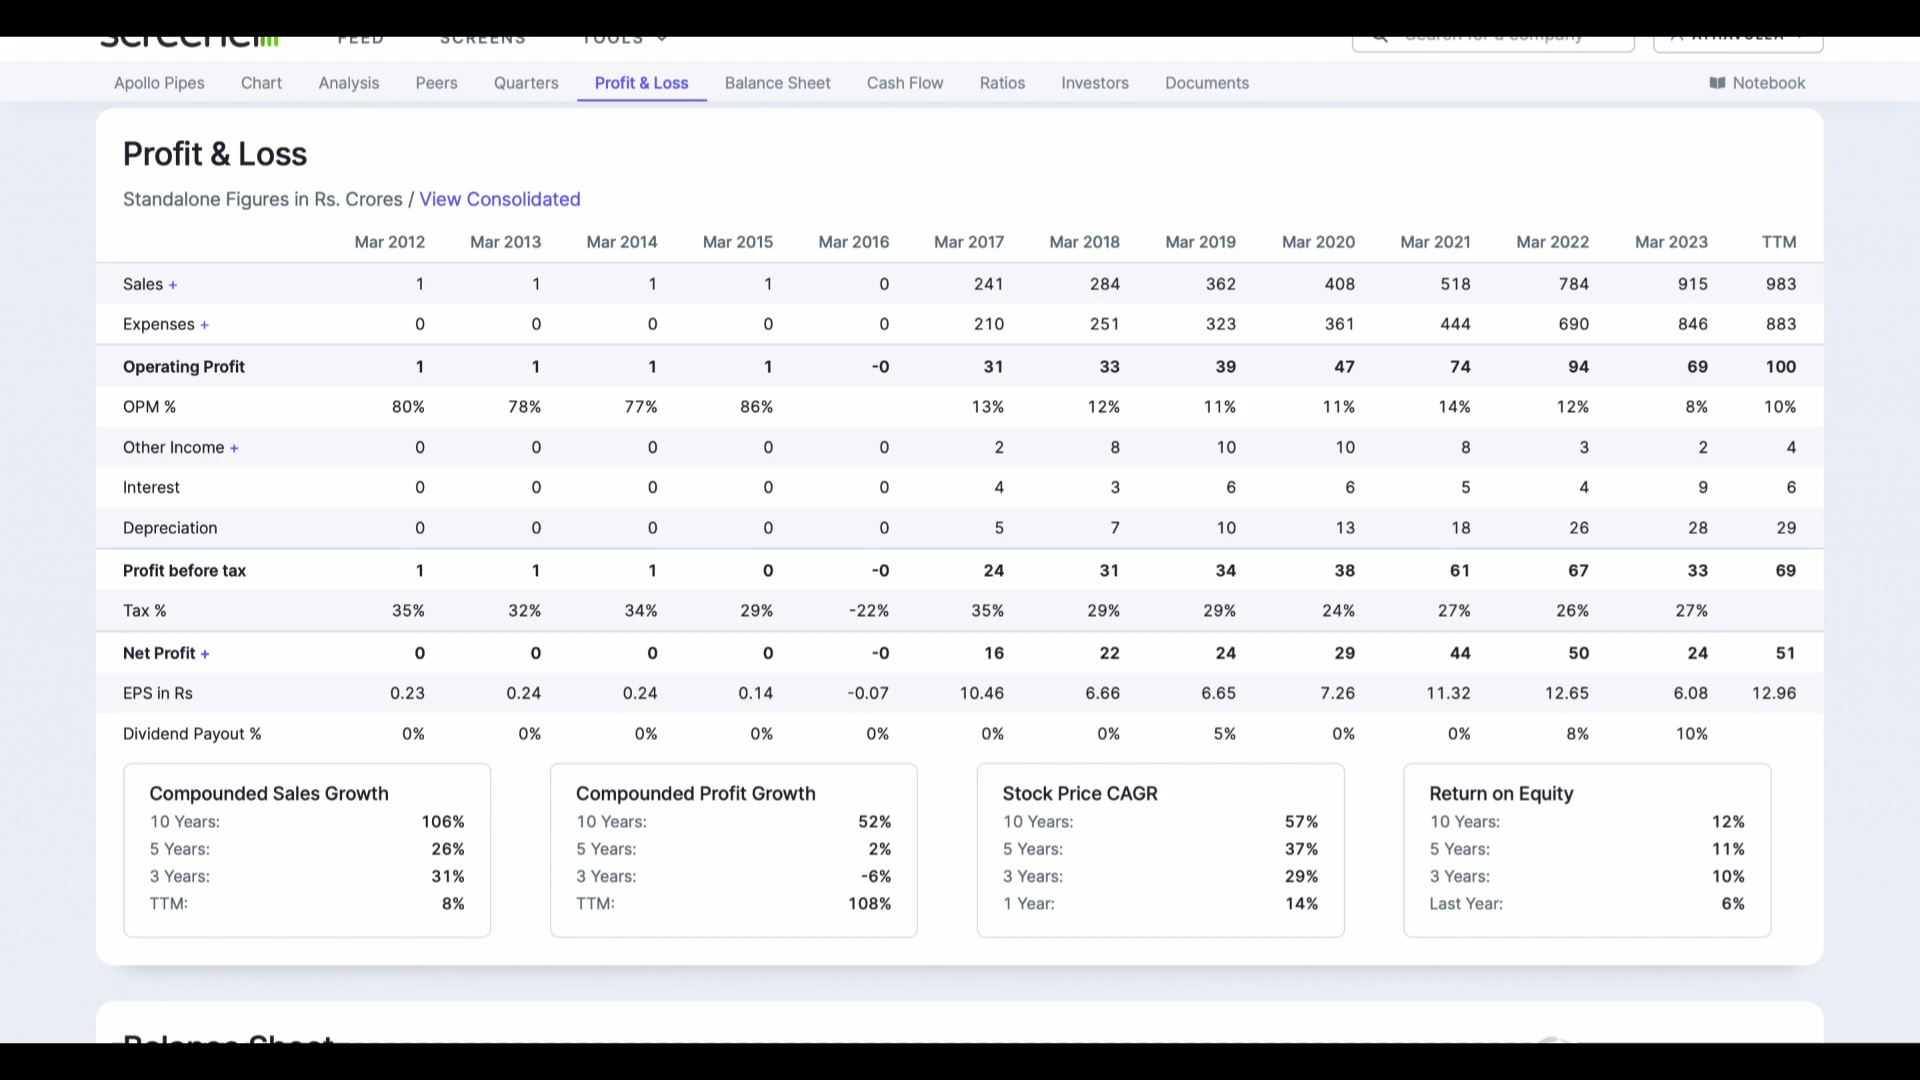 screener
FEED SCREENS TOOLS Search for a company
Apollo Pipes Chart Analysis Peers Quarters Profit & Loss Balance Sheet Cash Flow Ratios Investors Documents Notebook
Profit & Loss
Standalone Figures in Rs. Crores / View Consolidated
Mar 2012 Mar 2013 Mar 2014 Mar 2015 Mar 2016 Mar 2017 Mar 2018 Mar 2019 Mar 2020 Mar 2021 Mar 2022 Mar 2023 TTM
Sales + 1 1 1 1 0 241 284 362 408 518 784 915 983
Expenses + 0 0 0 0 0 210 251 323 361 444 690 846 883
Operating Profit 1 1 1 1 -0 31 33 39 47 74 94 69 100
OPM % 80% 78% 77% 86% 13% 12% 11% 11% 14% 12% 8% 10%
Other Income + 0 0 0 0 0 2 8 10 10 8 3 2 4
Interest 0 0 0 0 0 4 3 6 6 5 4 9 6
Depreciation 0 0 0 0 0 5 7 10 13 18 26 28 29
Profit before tax 1 1 1 0 -0 24 31 34 38 61 67 33 69
Tax % 35% 32% 34% 29% -22% 35% 29% 29% 24% 27% 26% 27%
Net Profit + 0 0 0 0 -0 16 22 24 29 44 50 24 51
EPS in Rs 0.23 0.24 0.24 0.14 -0.07 10.46 6.66 6.65 7.26 11.32 12.65 6.08 12.96
Dividend Payout % 0% 0% 0% 0% 0% 0% 0% 5% 0% 0% 8% 10%
Compounded Sales Growth
10 Years: 106%
5 Years: 26%
3 Years: 31%
TTM: 8%
Compounded Profit Growth
10 Years: 52%
5 Years: 2%
3 Years: -6%
TTM: 108%
Stock Price CAGR
10 Years: 57%
5 Years: 37%
3 Years: 29%
1 Year: 14%
Return on Equity
10 Years: 12%
5 Years: 11%
3 Years: 10%
Last Year: 6%
Balance Sheet